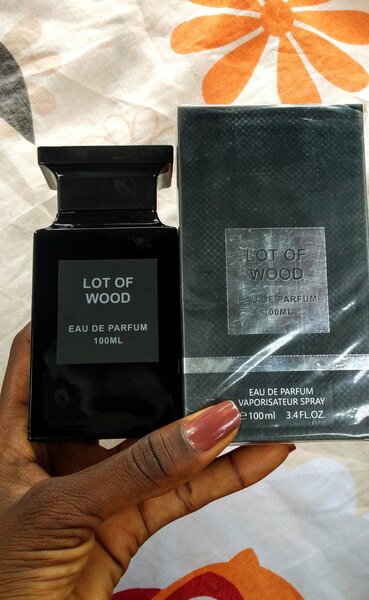 LOT OF
WOOD
EAU DE PARFUM
100ML
LOT OF
WOOD
EAU DE PARFUM
100ML
EAU DE PARFUM
VAPORISATEUR SPRAY
℮100ml 3.4FL.OZ.